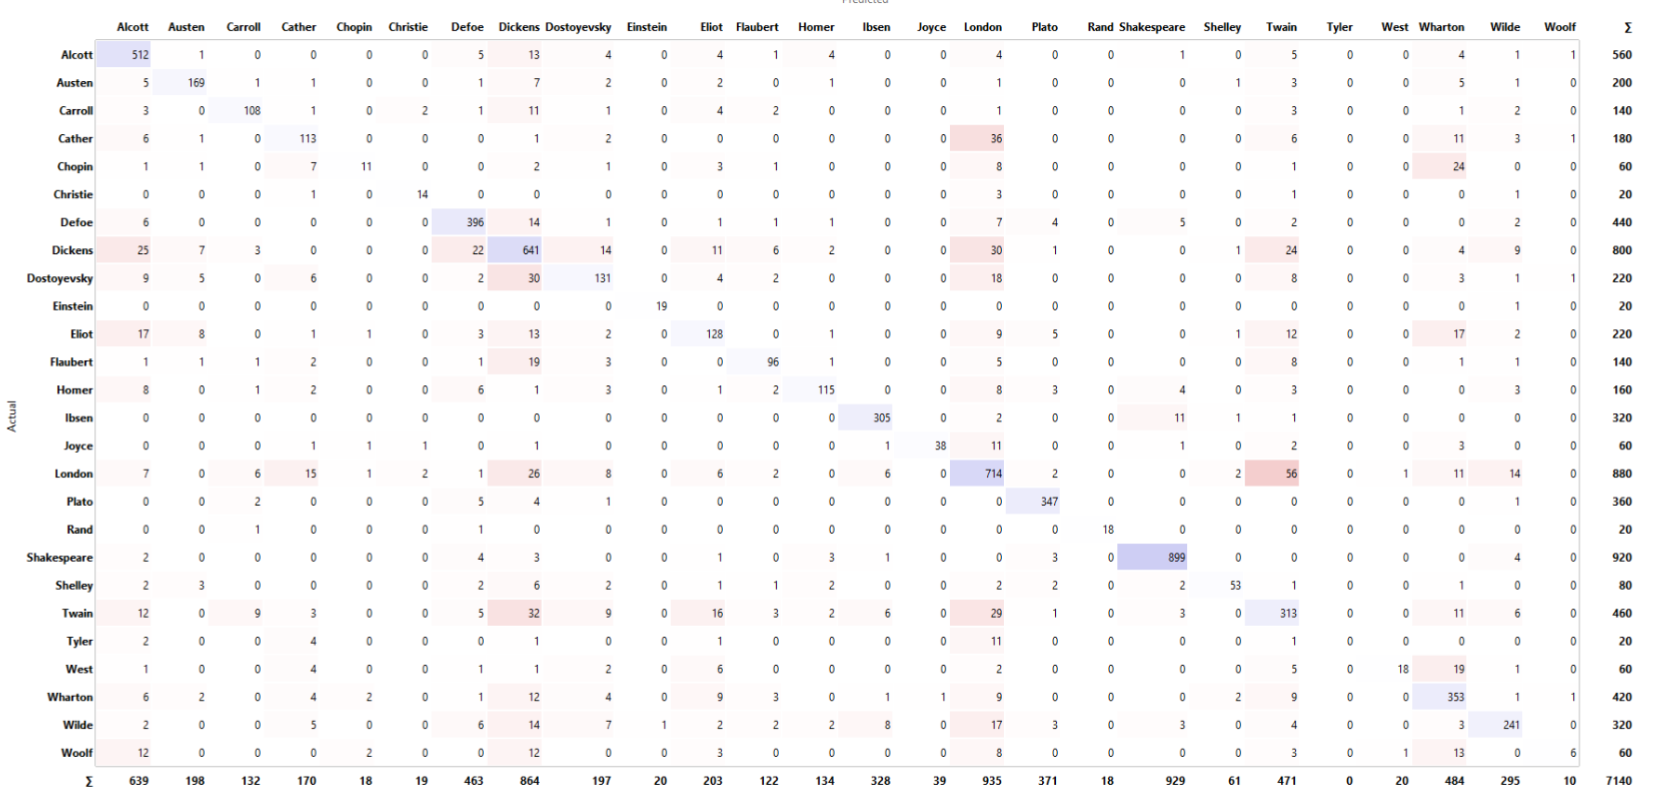 Predicted
Alcott Austen Carroll Cather Chopin Christie Defoe Dickens Dostoyevsky Einstein Eliot Flaubert Homer Ibsen Joyce London Plato Rand Shakespeare Shelley Twain Tyler West Wharton Wilde Woolf Σ
Alcott 512 1 0 0 0 0 5 13 4 0 4 1 4 0 0 4 0 0 1 0 5 0 0 4 1 1 560
Austen 5 169 1 1 0 0 1 7 2 0 2 0 1 0 0 1 0 0 0 1 3 0 0 5 1 0 200
Carroll 3 0 108 1 0 2 1 11 1 0 4 2 0 0 0 1 0 0 0 0 3 0 0 1 2 0 140
Cather 6 1 0 113 0 0 0 1 2 0 0 0 0 0 0 36 0 0 0 0 6 0 0 11 3 1 180
Chopin 1 1 0 7 11 0 0 2 1 0 3 1 0 0 0 8 0 0 0 0 1 0 0 24 0 0 60
Christie 0 0 0 1 0 14 0 0 0 0 0 0 0 0 0 3 0 0 0 0 1 0 0 0 1 0 20
Defoe 6 0 0 0 0 0 396 14 1 0 1 1 1 0 0 7 4 0 5 0 2 0 0 0 2 0 440
Dickens 25 7 3 0 0 0 22 641 14 0 11 6 2 0 0 30 1 0 0 1 24 0 0 4 9 0 800
Dostoyevsky 9 5 0 6 0 0 2 30 131 0 4 2 0 0 0 18 0 0 0 0 8 0 0 3 1 1 220
Einstein 0 0 0 0 0 0 0 0 0 19 0 0 0 0 0 0 0 0 0 0 0 0 0 0 1 0 20
Eliot 17 8 0 1 1 0 3 13 2 0 128 0 1 0 0 9 5 0 0 1 12 0 0 17 2 0 220
Flaubert 1 1 1 2 0 0 1 19 3 0 0 96 1 0 0 5 0 0 0 0 8 0 0 1 1 0 140
Homer 8 0 1 2 0 0 6 1 3 0 1 2 115 0 0 8 3 0 4 0 3 0 0 0 3 0 160
Actual
Ibsen 0 0 0 0 0 0 0 0 0 0 0 0 0 305 0 2 0 0 11 1 1 0 0 0 0 0 320
Joyce 0 0 0 1 1 1 0 1 0 0 0 0 0 1 38 11 0 0 1 0 2 0 0 3 0 0 60
London 7 0 6 15 1 2 1 26 8 0 6 2 0 6 0 714 2 0 0 2 56 0 1 11 14 0 880
Plato 0 0 2 0 0 0 5 4 1 0 0 0 0 0 0 0 347 0 0 0 0 0 0 0 1 0 360
Rand 0 0 1 0 0 0 1 0 0 0 0 0 0 0 0 0 0 18 0 0 0 0 0 0 0 0 20
Shakespeare 2 0 0 0 0 0 4 3 0 0 1 0 3 1 0 0 3 0 899 0 0 0 0 0 4 0 920
Shelley 2 3 0 0 0 0 2 6 2 0 1 1 2 0 0 2 2 0 2 53 1 0 0 1 0 0 80
Twain 12 0 9 3 0 0 5 32 9 0 16 3 2 6 0 29 1 0 3 0 313 0 0 11 6 0 460
Tyler 2 0 0 4 0 0 0 1 0 0 1 0 0 0 0 11 0 0 0 0 1 0 0 0 0 0 20
West 1 0 0 4 0 0 1 1 2 0 6 0 0 0 0 2 0 0 0 0 5 0 18 19 1 0 60
Wharton 6 2 0 4 2 0 1 12 4 0 9 3 0 1 1 9 0 0 0 2 9 0 0 353 1 1 420
Wilde 2 0 0 5 0 0 6 14 7 1 2 2 2 8 0 17 3 0 3 0 4 0 0 3 241 0 320
Woolf 12 0 0 0 2 0 0 12 0 0 3 0 0 0 0 8 0 0 0 0 3 0 1 13 0 6 60
Σ 639 198 132 170 18 19 463 864 197 20 203 122 134 328 39 935 371 18 929 61 471 0 20 484 295 10 7140